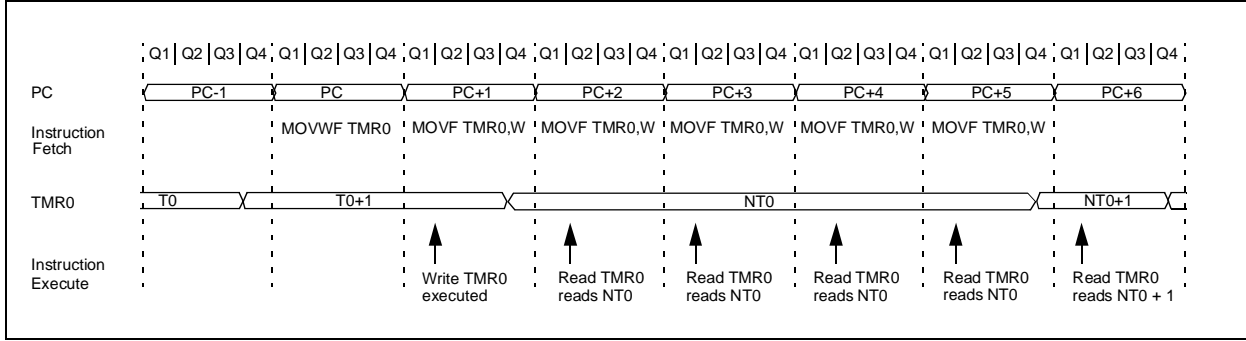 Q1 Q2 Q3 Q4 Q1 Q2 Q3 Q4 Q1 Q2 Q3 Q4 Q1 Q2 Q3 Q4 Q1 Q2 Q3 Q4 Q1 Q2 Q3 Q4 Q1 Q2 Q3 Q4 Q1 Q2 Q3 Q4
PC PC-1 PC PC+1 PC+2 PC+3 PC+4 PC+5 PC+6
MOVWF TMR0 MOVF TMR0,W MOVF TMR0,W MOVF TMR0,W MOVF TMR0,W MOVF TMR0,W
Instruction
Fetch
TMR0 T0 T0+1 NT0 NT0+1
Instruction
Execute
Write TMR0
executed
Read TMR0
reads NT0
Read TMR0
reads NT0
Read TMR0
reads NT0
Read TMR0
reads NT0
Read TMR0
reads NT0 + 1